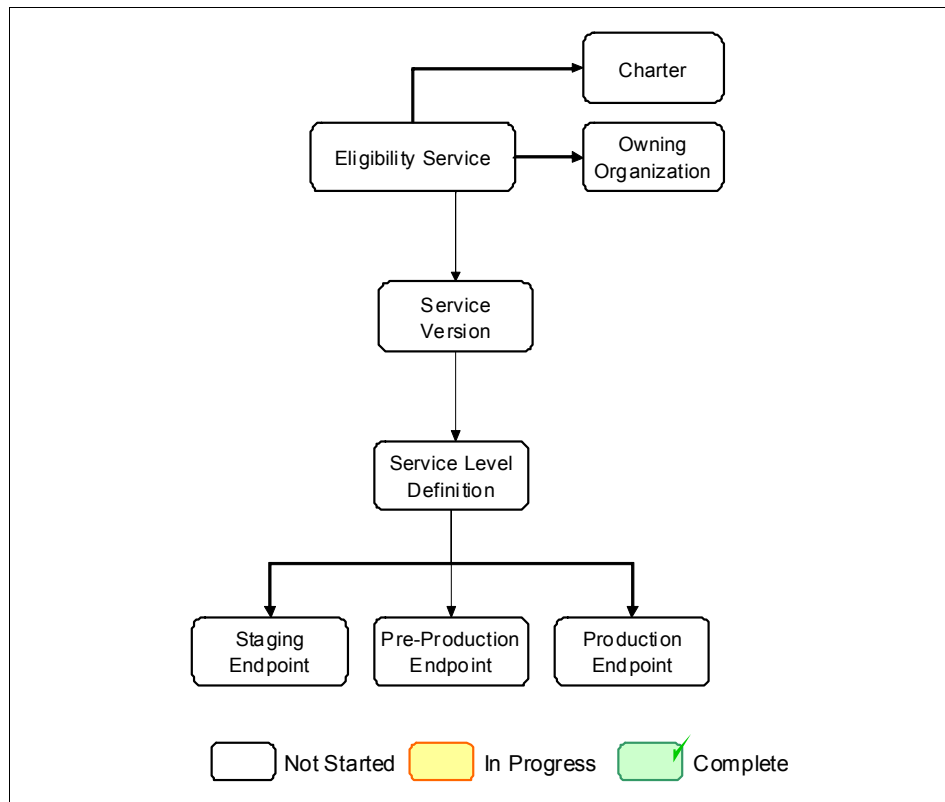 Charter
Eligibility Service
Owning
Organization
Service
Version
Service Level
Definition
Staging
Endpoint
Pre-Production
Endpoint
Production
Endpoint
Not Started
In Progress
Complete